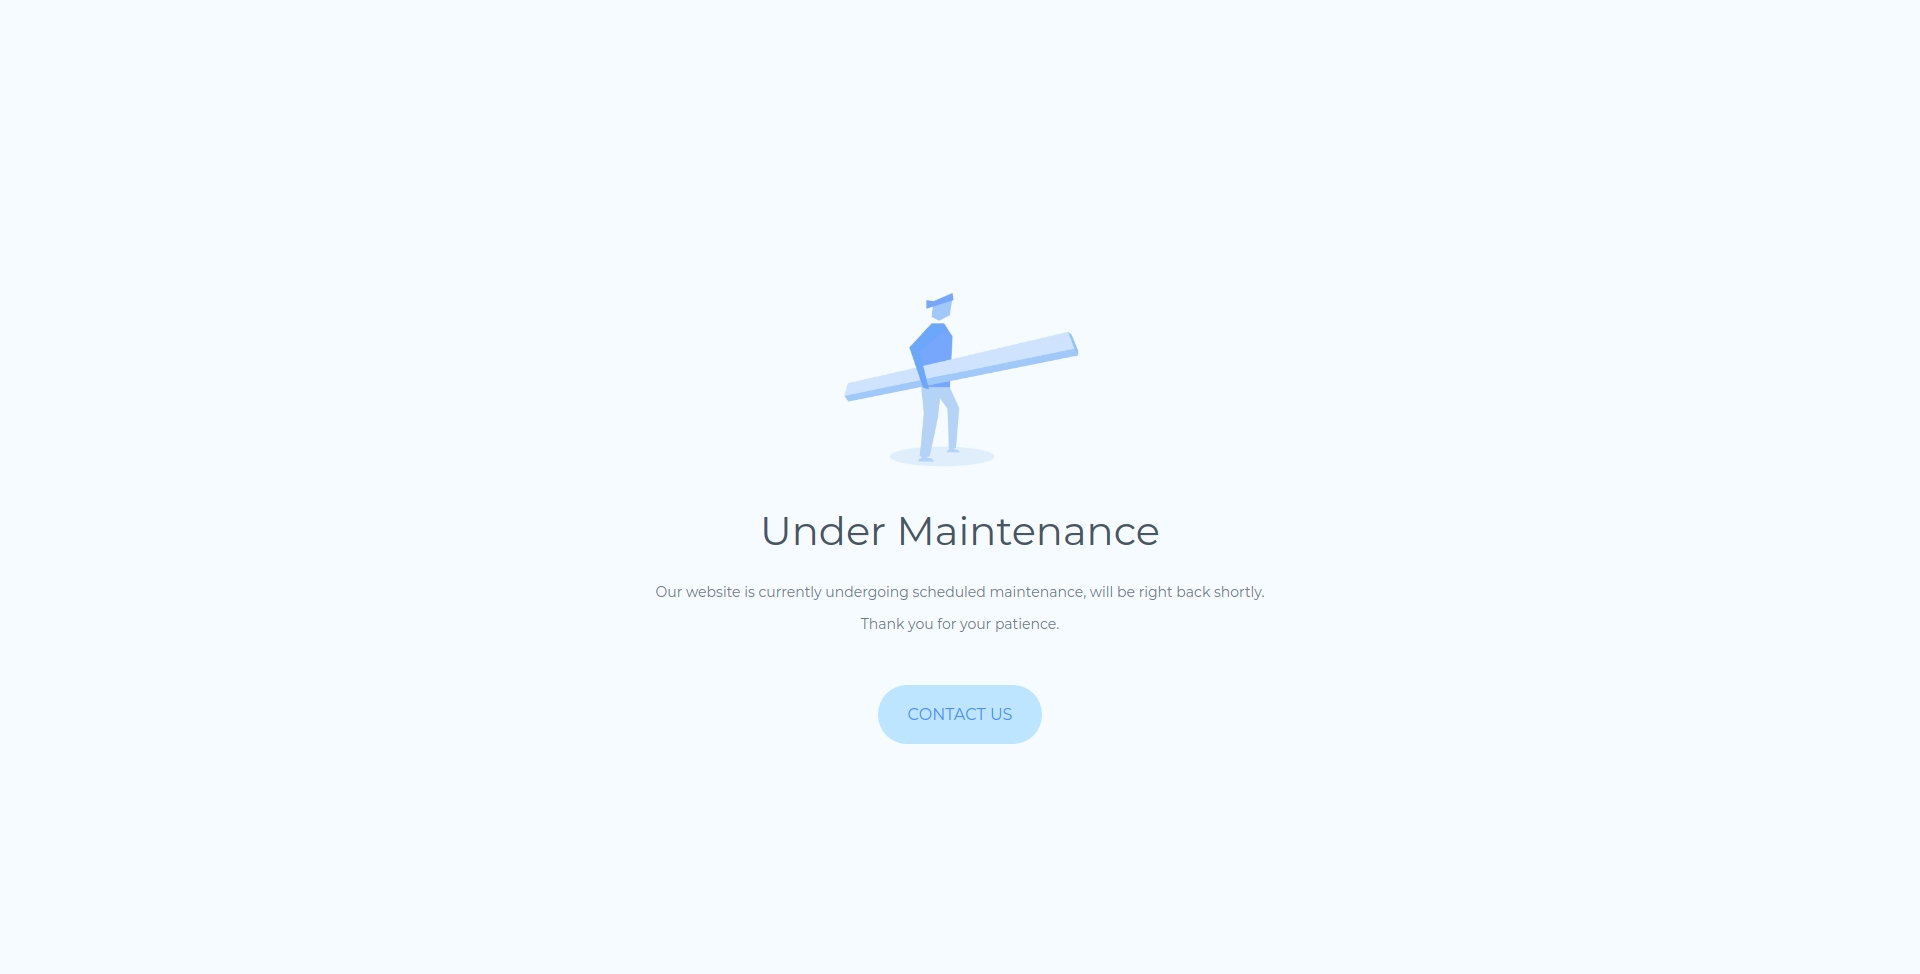 Under Maintenance
Our website is currently undergoing scheduled maintenance, will be right back shortly.
Thank you for your patience.
CONTACT US